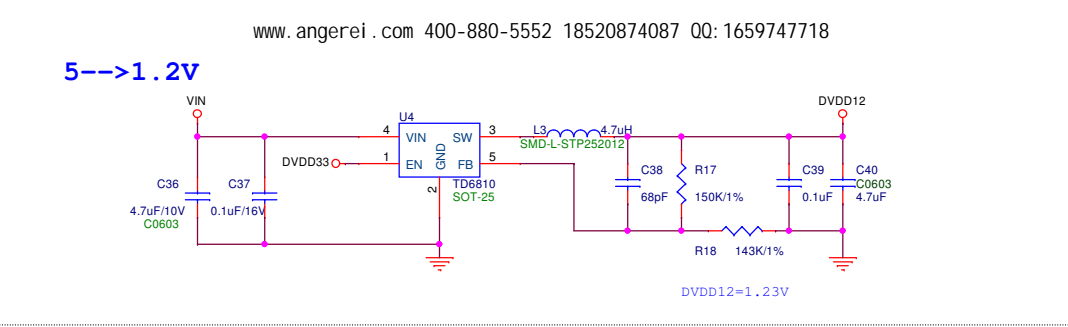 www.angerei.com 400-880-5552 18520874087 QQ:1659747718
5-->1.2V
VIN
DVDD12
U4
4
VIN
SW
3
L3
4.7uH
SMD-L-STP252012
GND
DVDD33
1
EN
FB
5
2
TD6810
SOT-25
C36
4.7uF/10V
C0603
C37
0.1uF/16V
C38
68pF
R17
150K/1%
C39
0.1uF
C40
C0603
4.7uF
R18
143K/1%
DVDD12=1.23V